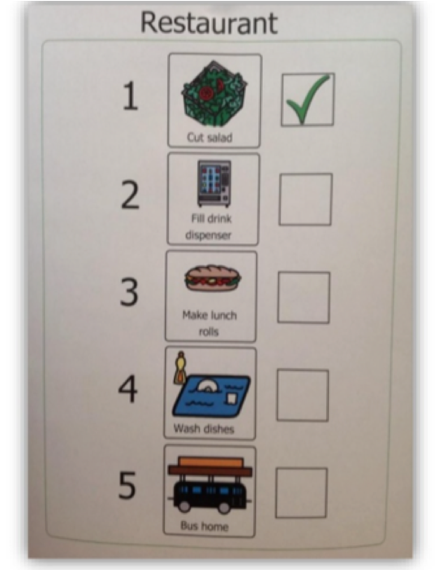 Restaurant
1
Cut salad
2
Fill drink
dispenser
3
Make lunch
rolls
4
Wash dishes
5
Bus home